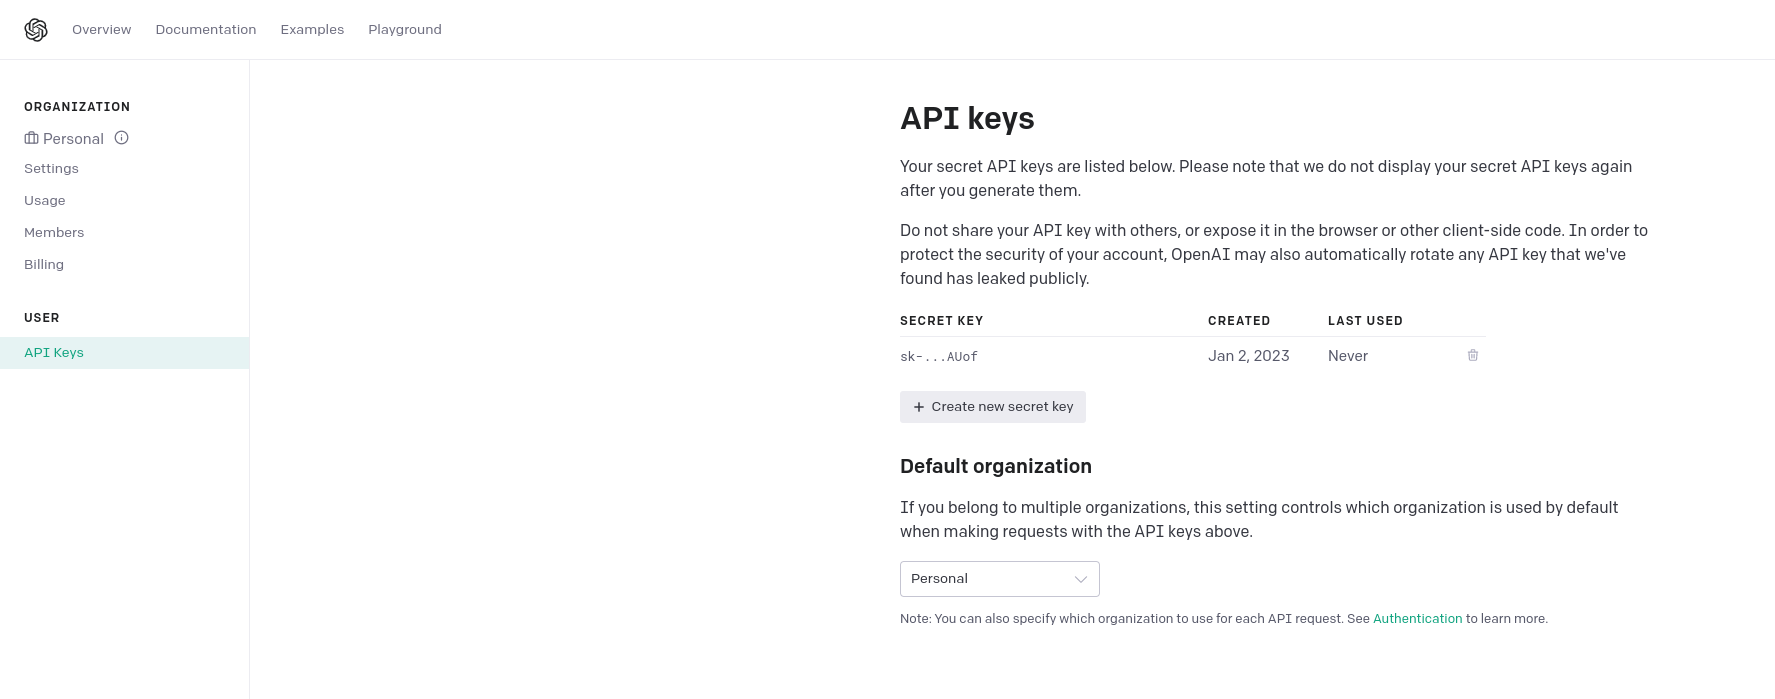 Overview Documentation Examples Playground
ORGANIZATION
Personal
Settings
Usage
Members
Billing
USER
API Keys
API keys
Your secret API keys are listed below. Please note that we do not display your secret API keys again
after you generate them.
Do not share your API key with others, or expose it in the browser or other client-side code. In order to
protect the security of your account, OpenAI may also automatically rotate any API key that we've
found has leaked publicly.
SECRET KEY CREATED LAST USED
sk-...AUof Jan 2, 2023 Never
+ Create new secret key
Default organization
If you belong to multiple organizations, this setting controls which organization is used by default
when making requests with the API keys above.
Personal
Note: You can also specify which organization to use for each API request. See Authentication to learn more.